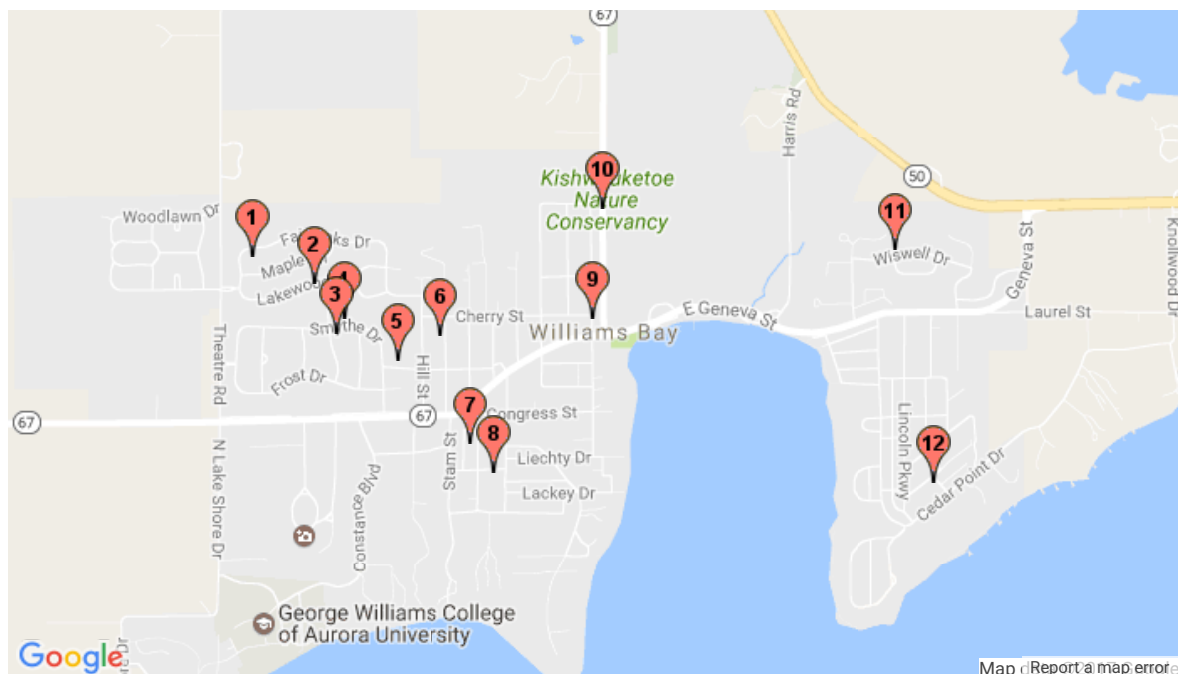 67
Harris Rd
10
Kishwauketoe
Nature
Conservancy
50
Woodlawn Dr
1
2
11
Fairbanks Dr
Wiswell Dr
Knollwood Dr
Geneva St
Lakewood
4
3
9
6
5
Cherry St
E Geneva St
Laurel St
Williams Bay
Smythe Dr
Theatre Rd
Frost Dr
Hill St
67
67
7
Congress St
8
Lincoln Pkwy
12
Stam St
Liechty Dr
Cedar Point Dr
N Lake Shore Dr
Constance Blvd
Lackey Dr
George Williams College
of Aurora University
Google
Report a map error